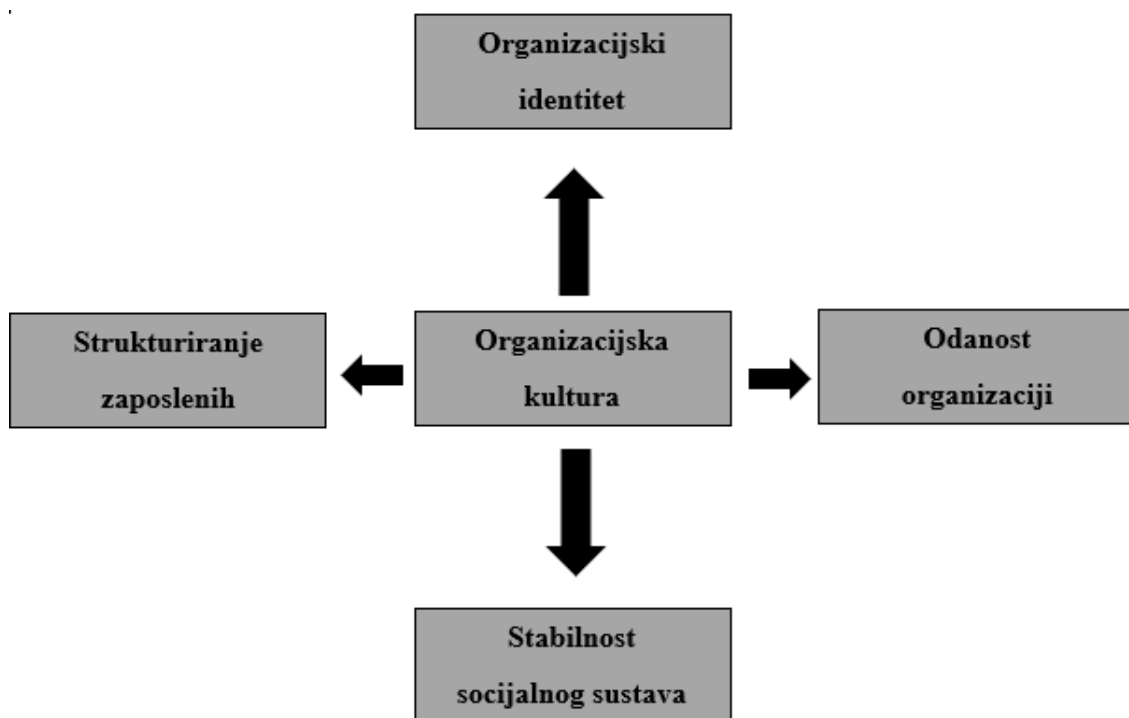 Organizacijski
identitet
Strukturiranje
zaposlenih
Organizacijska
kultura
Odanost
organizaciji
Stabilnost
socijalnog sustava